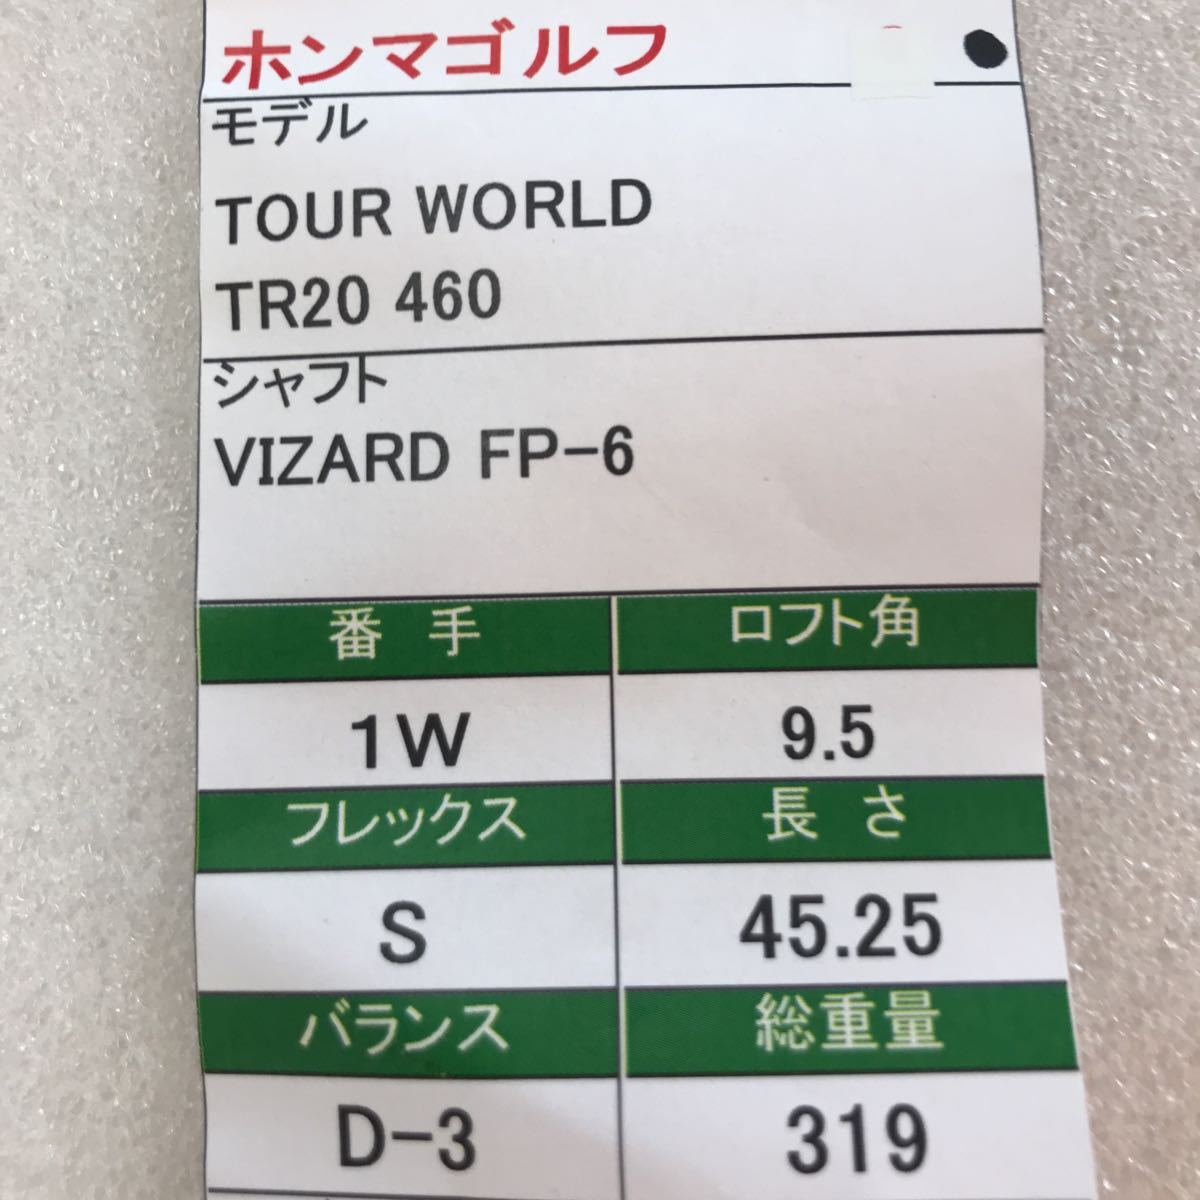 ホンマゴルフ
モデル
TOUR WORLD
TR20 460
シャフト
VIZARD FP-6
番 手 ロフト角
1W 9.5
フレックス 長 さ
S 45.25
バランス 総重量
D-3 319